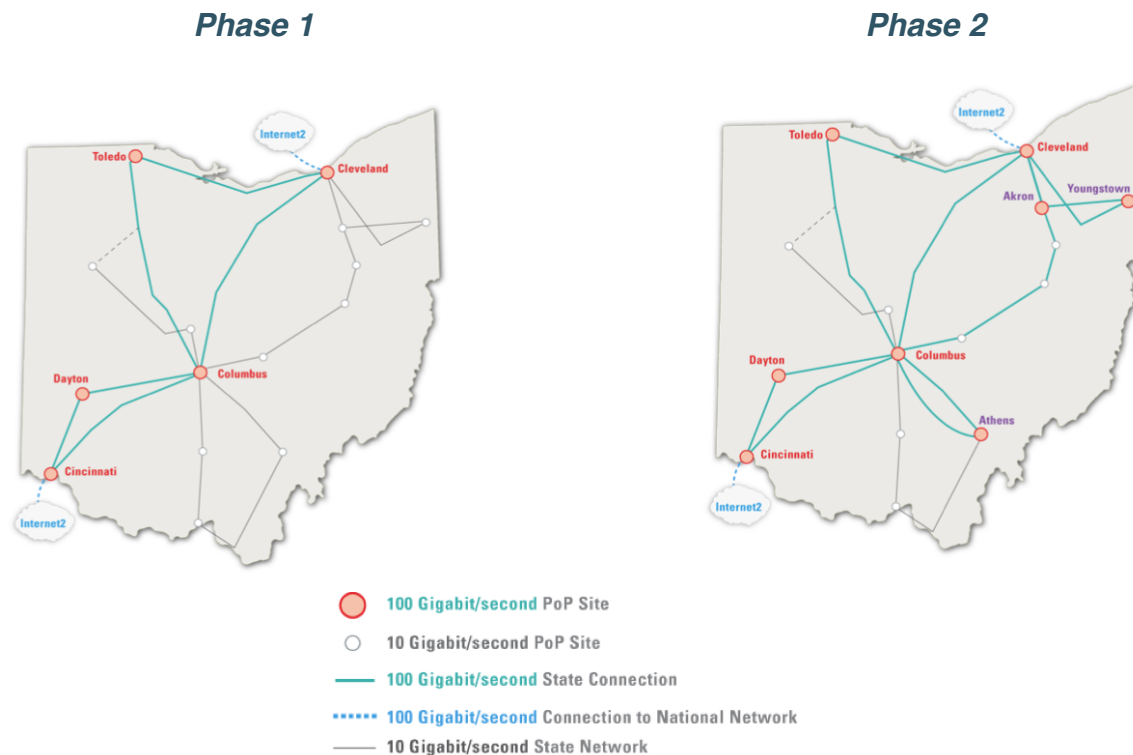 Phase 1
Phase 2
Internet2
Toledo
Cleveland
Dayton
Columbus
Cincinnati
Internet2
Internet2
Toledo
Cleveland
Youngstown
Akron
Columbus
Dayton
Athens
Cincinnati
Internet2
100 Gigabit/second PoP Site
10 Gigabit/second PoP Site
100 Gigabit/second State Connection
100 Gigabit/second Connection to National Network
10 Gigabit/second State Network